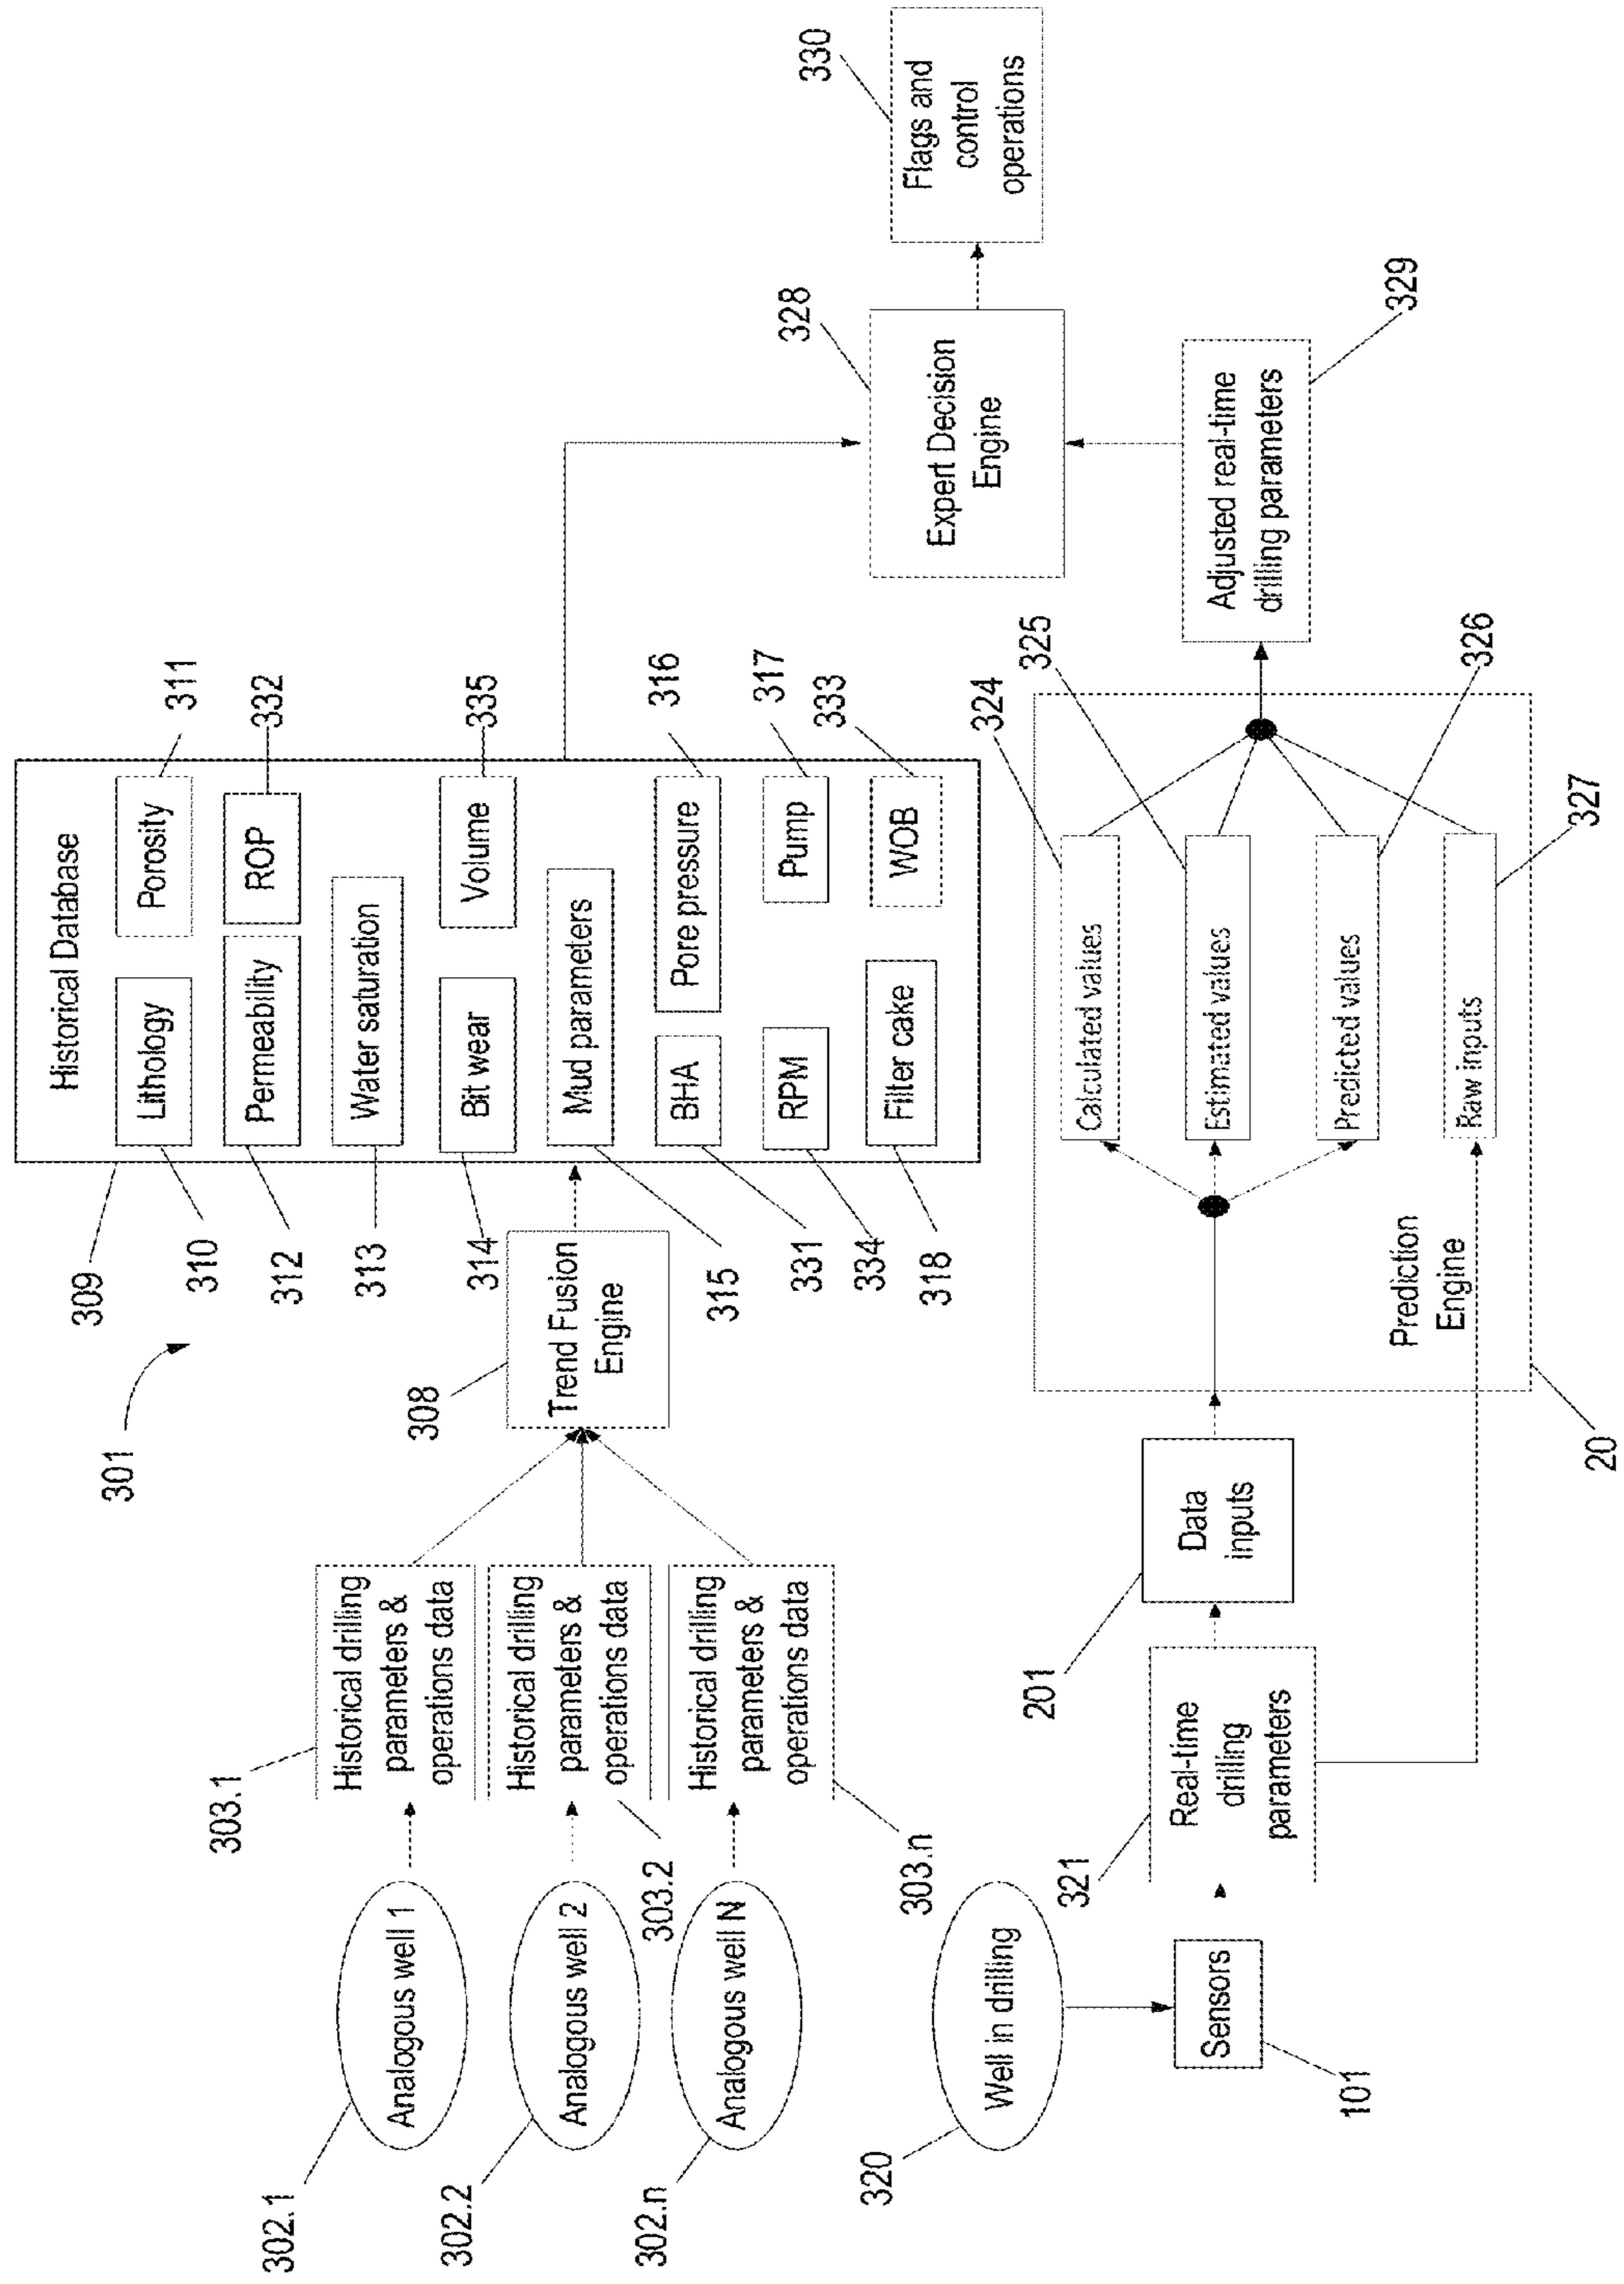 301
302.1
Analogous well 1
302.2
Analogous well 2
302.n
Analogous well N
303.1
Historical drilling
parameters &
operations data
303.2
Historical drilling
parameters &
operations data
303.n
Historical drilling
parameters &
operations data
308
Trend Fusion
Engine
309
Historical Database
310
Lithology
Porosity
311
312
Permeability
ROP
332
313
Water saturation
314
Bit wear
Volume
335
315
Mud parameters
331
BHA
Pore pressure
316
334
RPM
Pump
317
318
Filter cake
WOB
333
320
Well in drilling
101
Sensors
321
Real-time
drilling
parameters
201
Data
inputs
20
Prediction
Engine
Calculated values
324
Estimated values
325
Predicted values
326
Raw inputs
327
Adjusted real-time
drilling parameters
329
328
Expert Decision
Engine
330
Flags and
control
operations